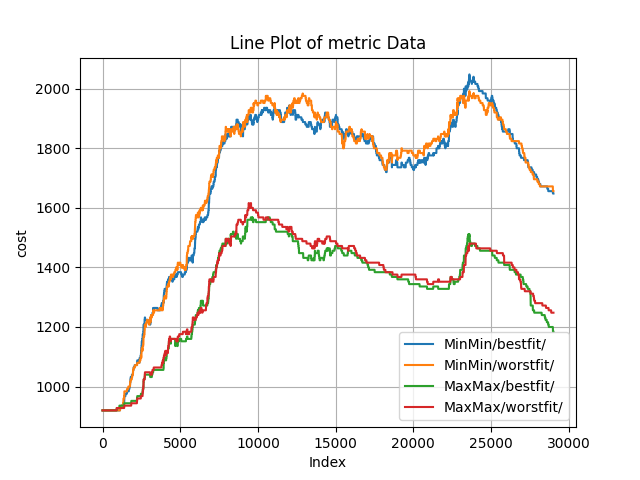 Line Plot of metric Data
cost
2000
1800
1600
1400
1200
1000
MinMin/bestfit/
MinMin/worstfit/
MaxMax/bestfit/
MaxMax/worstfit/
0 5000 10000 15000 20000 25000 30000
Index